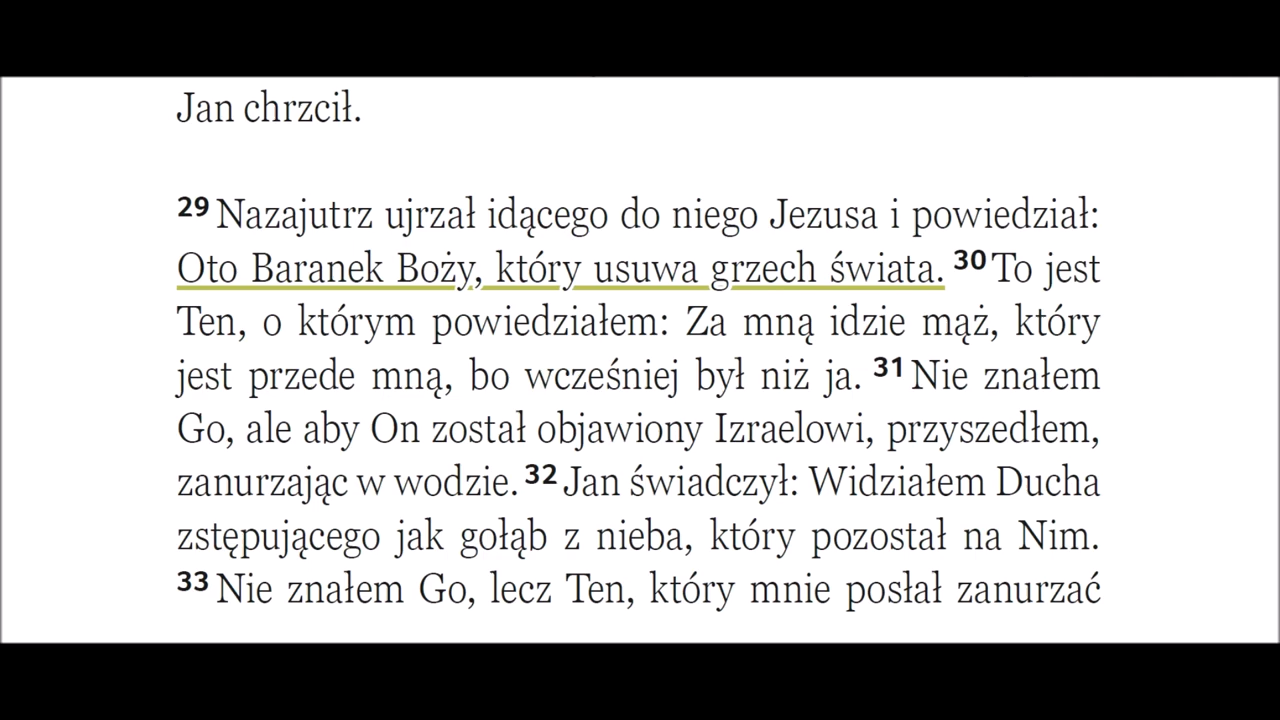 Jan chrzcił.
29 Nazajutrz ujrzał idącego do niego Jezusa i powiedział:
Oto Baranek Boży, który usuwa grzech świata. 30 To jest
Ten, o którym powiedziałem: Za mną idzie mąż, który
jest przede mną, bo wcześniej był niż ja. 31 Nie znałem
Go, ale aby On został objawiony Izraelowi, przyszedłem,
zanurzając w wodzie. 32 Jan świadczył: Widziałem Ducha
zstępującego jak gołąb z nieba, który pozostał na Nim.
33 Nie znałem Go, lecz Ten, który mnie posłał zanurzać